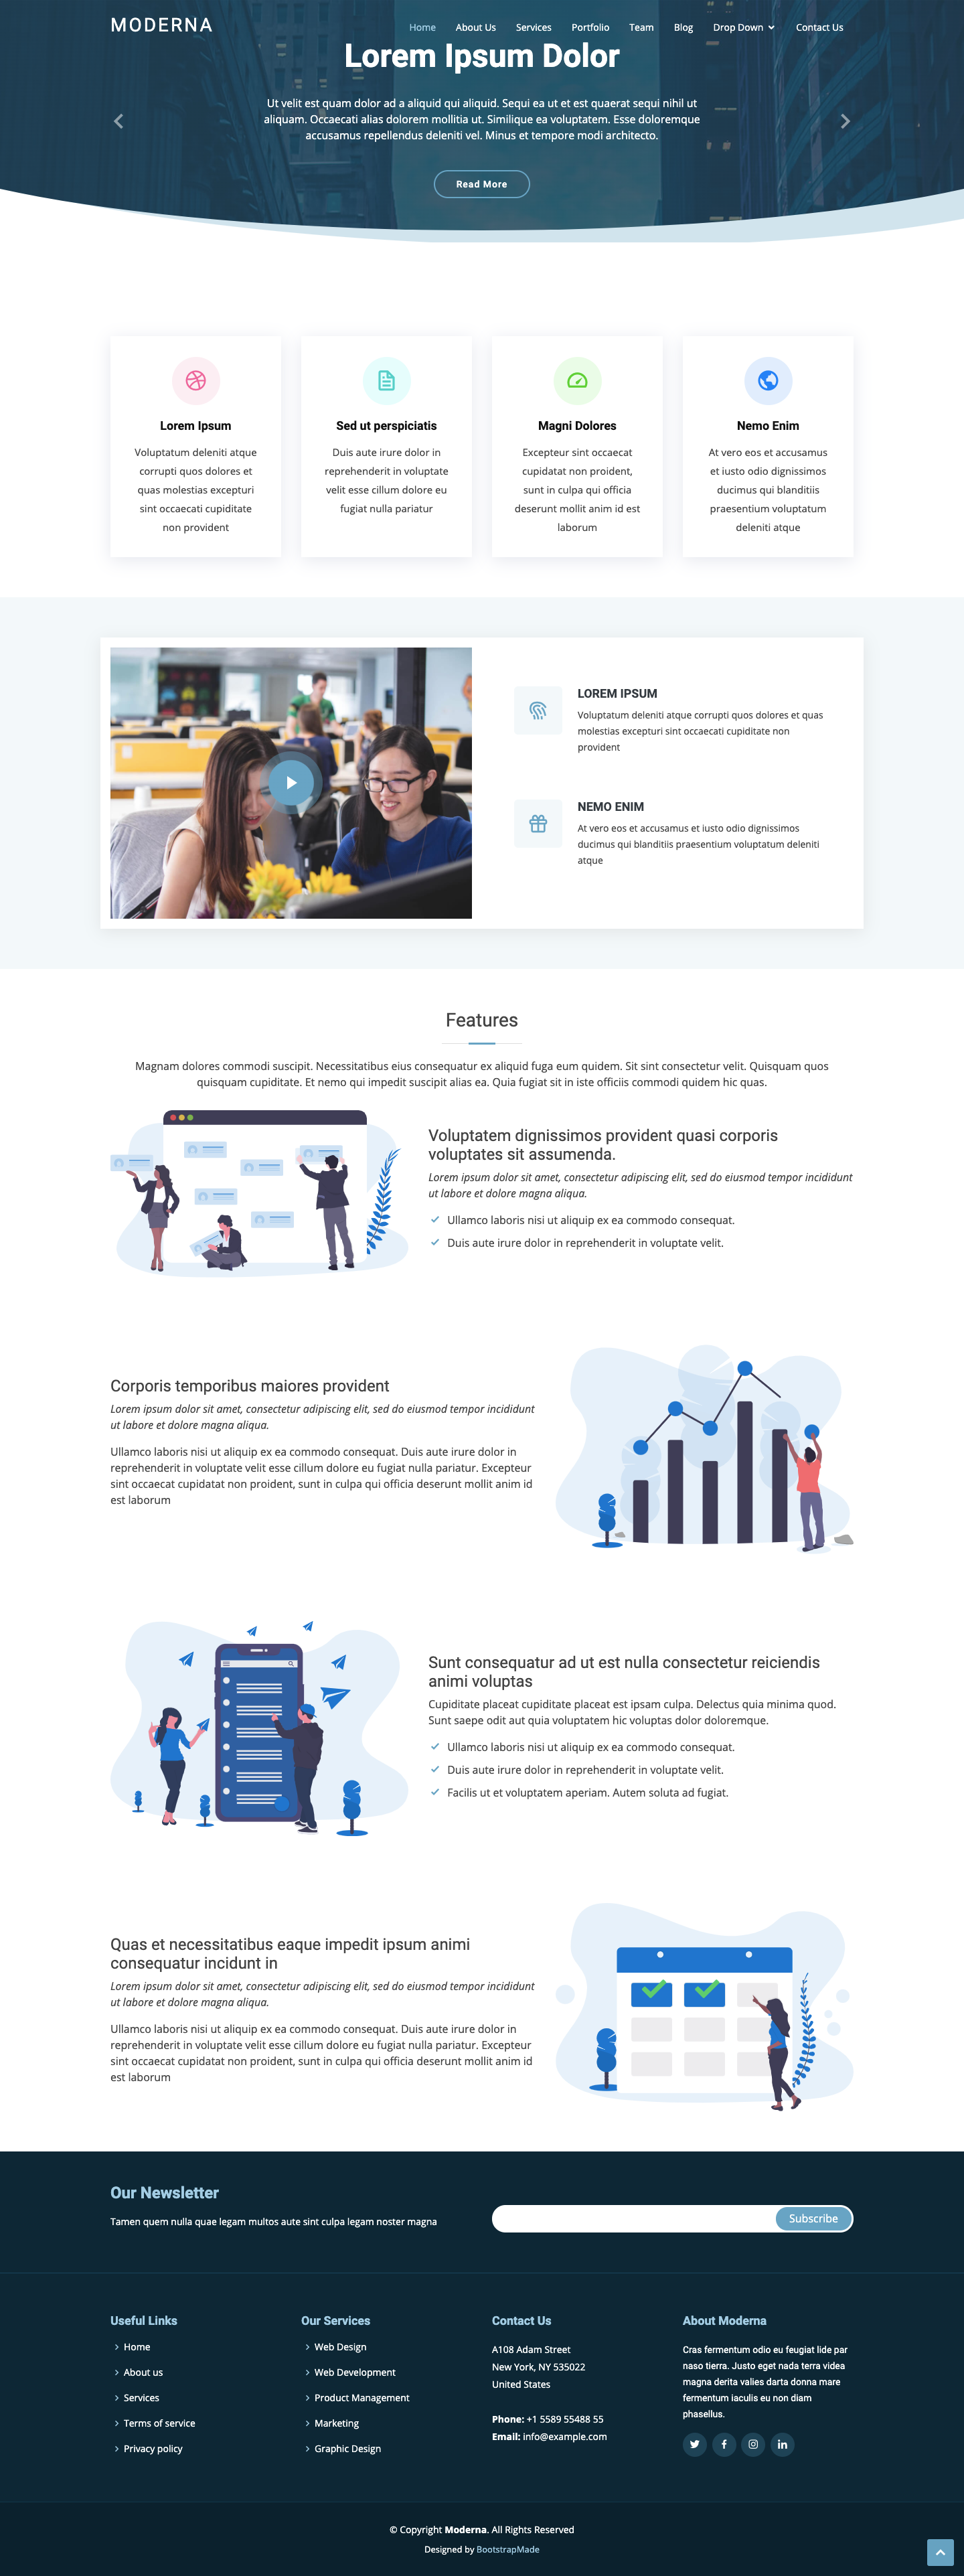 MODERNA
Home About Us Services Portfolio Team Blog Drop Down Contact Us
Lorem Ipsum Dolor
Ut velit est quam dolor ad a aliquid qui aliquid. Sequi ea ut et est quaerat sequi nihil ut
aliquam. Occaecati alias dolorem mollitia ut. Similique ea voluptatem. Esse doloremque
accusamus repellendus deleniti vel. Minus et tempore modi architecto.
Read More
Lorem Ipsum
Voluptatum deleniti atque
corrupti quos dolores et
quas molestias excepturi
sint occaecati cupiditate
non provident
Sed ut perspiciatis
Duis aute irure dolor in
reprehenderit in voluptate
velit esse cillum dolore eu
fugiat nulla pariatur
Magni Dolores
Excepteur sint occaecat
cupidatat non proident,
sunt in culpa qui officia
deserunt mollit anim id est
laborum
Nemo Enim
At vero eos et accusamus
et iusto odio dignissimos
ducimus qui blanditiis
praesentium voluptatum
deleniti atque
LOREM IPSUM
Voluptatum deleniti atque corrupti quos dolores et quas
molestias excepturi sint occaecati cupiditate non
provident
NEMO ENIM
At vero eos et accusamus et iusto odio dignissimos
ducimus qui blanditiis praesentium voluptatum deleniti
atque
Features
Magnam dolores commodi suscipit. Necessitatibus eius consequatur ex aliquid fuga eum quidem. Sit sint consectetur velit. Quisquam quos
quisquam cupiditate. Et nemo qui impedit suscipit alias ea. Quia fugiat sit in iste officiis commodi quidem hic quas.
Voluptatem dignissimos provident quasi corporis
voluptates sit assumenda.
Lorem ipsum dolor sit amet, consectetur adipiscing elit, sed do eiusmod tempor incididunt
ut labore et dolore magna aliqua.
Ullamco laboris nisi ut aliquip ex ea commodo consequat.
Duis aute irure dolor in reprehenderit in voluptate velit.
Corporis temporibus maiores provident
Lorem ipsum dolor sit amet, consectetur adipiscing elit, sed do eiusmod tempor incididunt
ut labore et dolore magna aliqua.
Ullamco laboris nisi ut aliquip ex ea commodo consequat. Duis aute irure dolor in
reprehenderit in voluptate velit esse cillum dolore eu fugiat nulla pariatur. Excepteur
sint occaecat cupidatat non proident, sunt in culpa qui officia deserunt mollit anim id
est laborum
Sunt consequatur ad ut est nulla consectetur reiciendis
animi voluptas
Cupiditate placeat cupiditate placeat est ipsam culpa. Delectus quia minima quod.
Sunt saepe odit aut quia voluptatem hic voluptas dolor doloremque.
Ullamco laboris nisi ut aliquip ex ea commodo consequat.
Duis aute irure dolor in reprehenderit in voluptate velit.
Facilis ut et voluptatem aperiam. Autem soluta ad fugiat.
Quas et necessitatibus eaque impedit ipsum animi
consequatur incidunt in
Lorem ipsum dolor sit amet, consectetur adipiscing elit, sed do eiusmod tempor incididunt
ut labore et dolore magna aliqua.
Ullamco laboris nisi ut aliquip ex ea commodo consequat. Duis aute irure dolor in
reprehenderit in voluptate velit esse cillum dolore eu fugiat nulla pariatur. Excepteur
sint occaecat cupidatat non proident, sunt in culpa qui officia deserunt mollit anim id
est laborum
Our Newsletter
Tamen quem nulla quae legam multos aute sint culpa legam noster magna
Subscribe
Useful Links
Home
About us
Services
Terms of service
Privacy policy
Our Services
Web Design
Web Development
Product Management
Marketing
Graphic Design
Contact Us
A108 Adam Street
New York, NY 535022
United States
Phone: +1 5589 55488 55
Email: info@example.com
About Moderna
Cras fermentum odio eu feugiat lide par
naso tierra. Justo eget nada terra videa
magna derita valies darta donna mare
fermentum iaculis eu non diam
phasellus.
© Copyright Moderna. All Rights Reserved
Designed by BootstrapMade